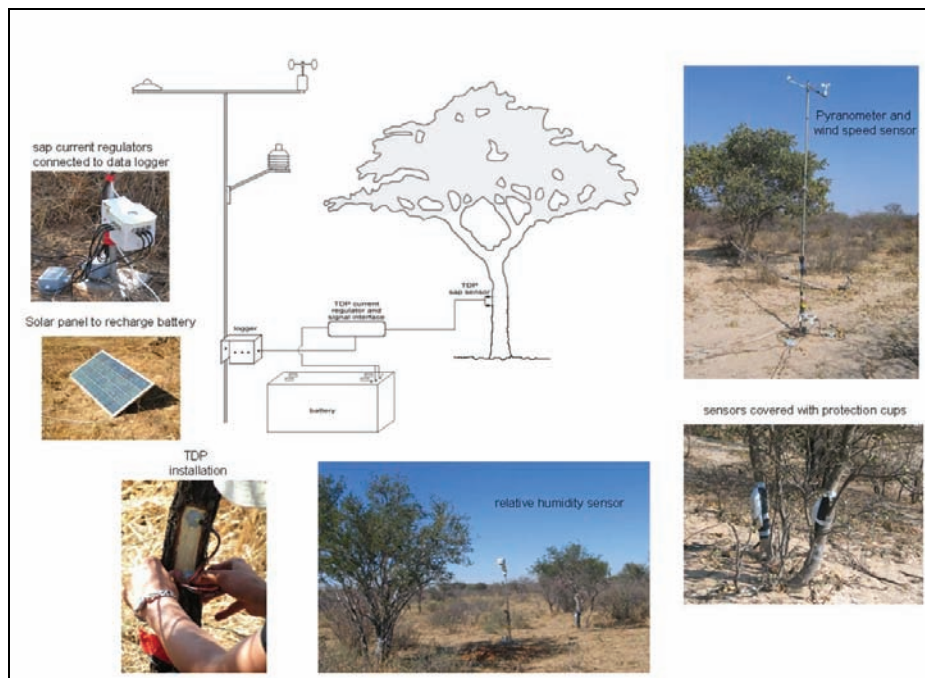 sap current regulators
connected to data logger
Solar panel to recharge battery
TDP
installation
logger
TDP current
regulator and
signal interface
TDP
sap sensor
battery
relative humidity sensor
Pyranometer and
wind speed sensor
sensors covered with protection cups